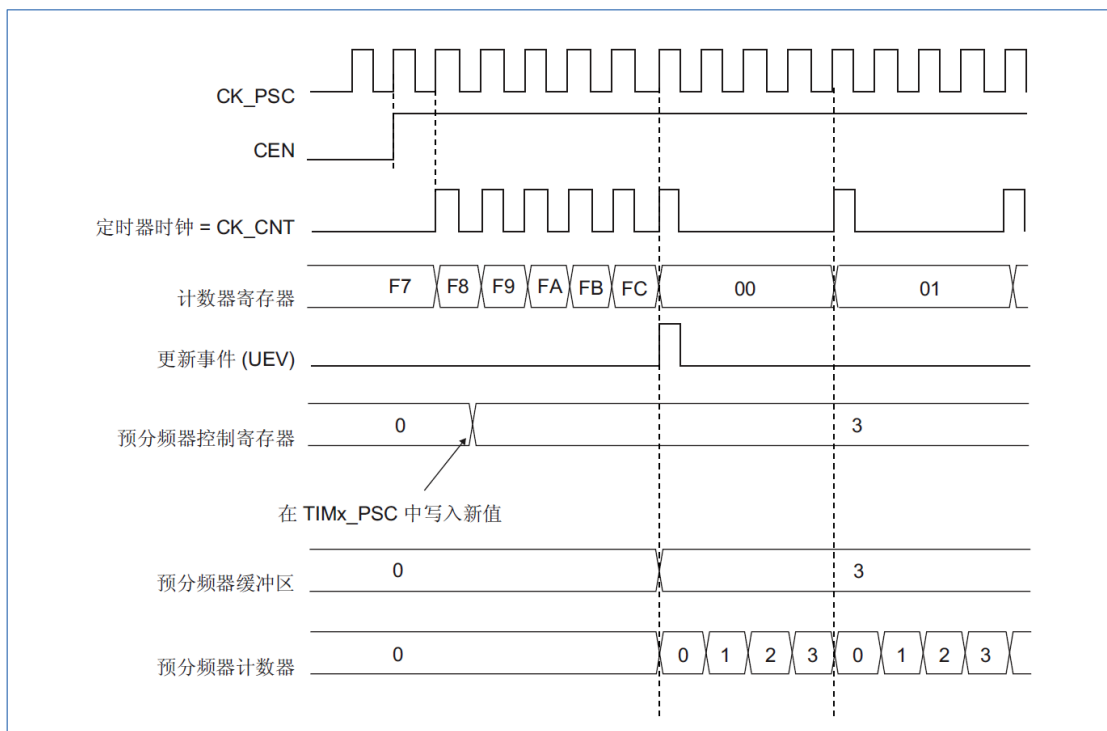 CK_PSC
CEN
定时器时钟 = CK_CNT
计数器寄存器 F7 F8 F9 FA FB FC 00 01
更新事件 (UEV)
预分频器控制寄存器 0 3
在 TIMx_PSC 中写入新值
预分频器缓冲区 0 3
预分频器计数器 0 0 1 2 3 0 1 2 3